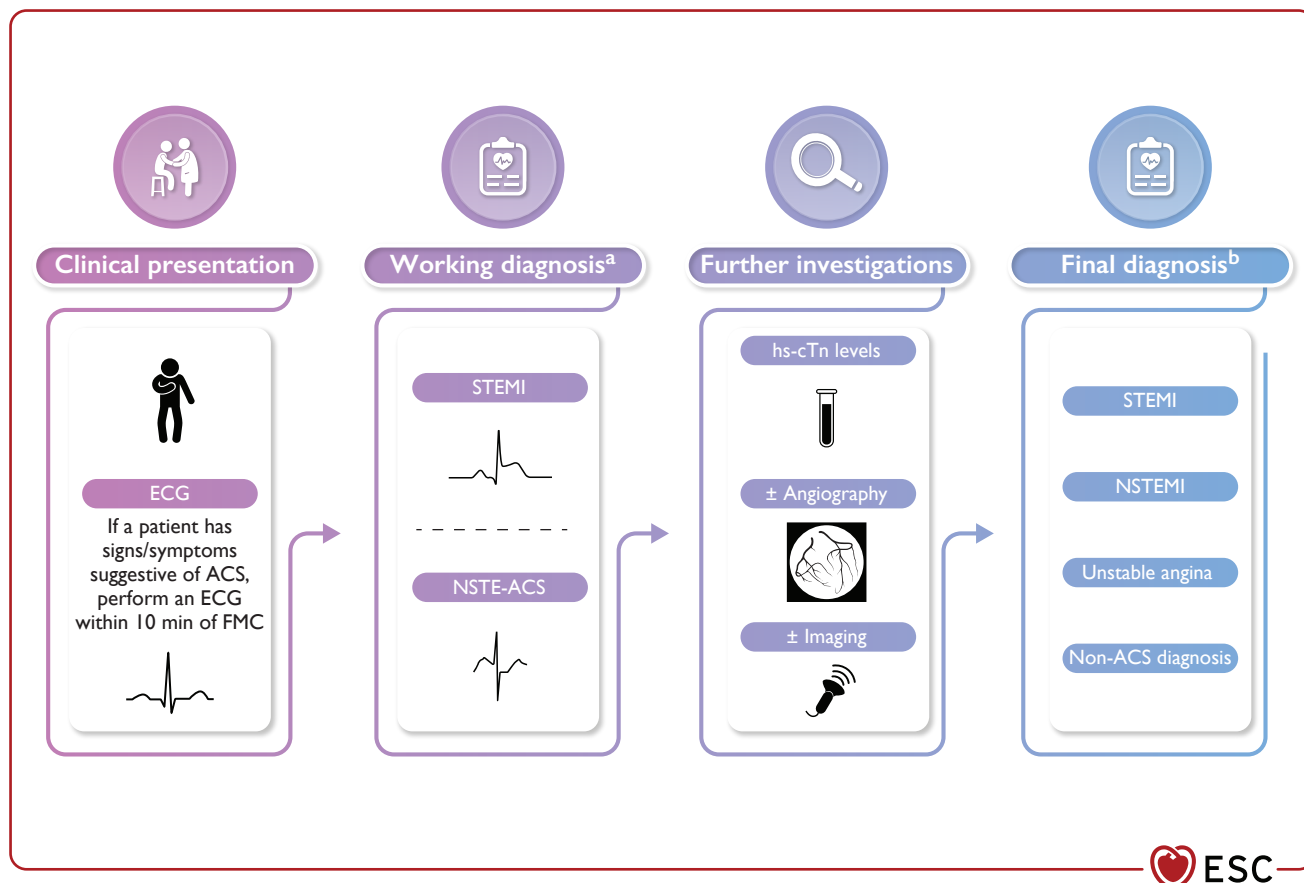 Clinical presentation
ECG
If a patient has
signs/symptoms
suggestive of ACS,
perform an ECG
within 10 min of FMC
Working diagnosisᵃ
STEMI
NSTE-ACS
Further investigations
hs-cTn levels
± Angiography
± Imaging
Final diagnosisᵇ
STEMI
NSTEMI
Unstable angina
Non-ACS diagnosis
ESC